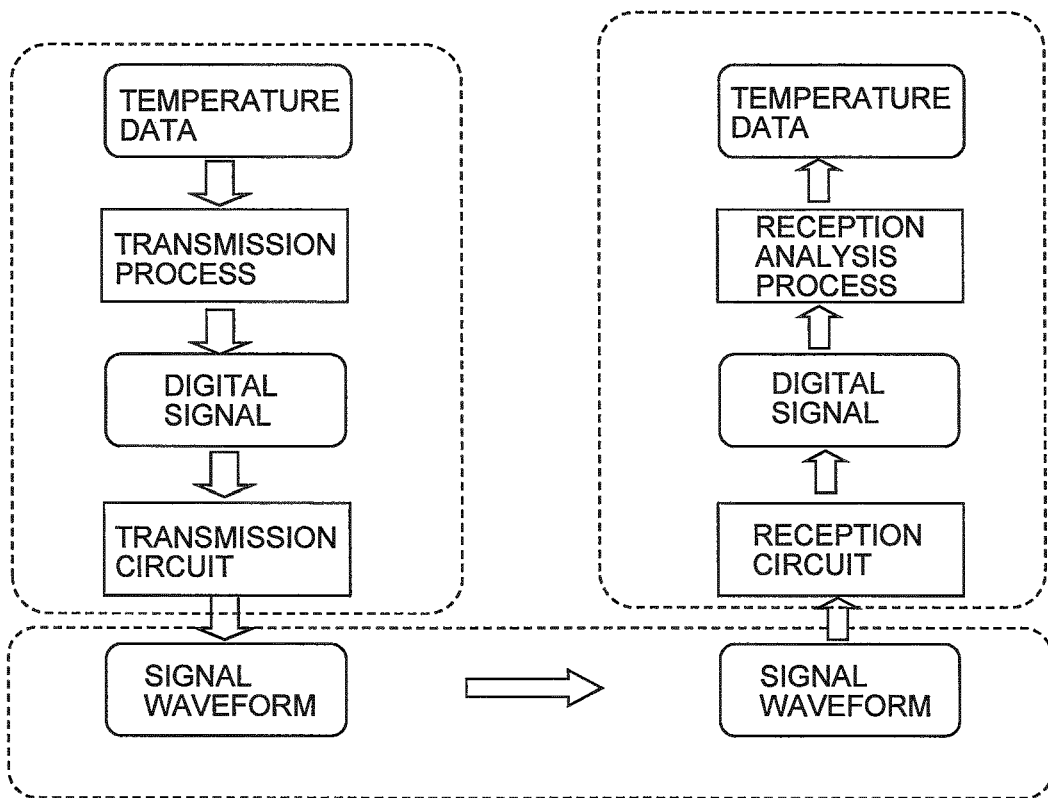 TEMPERATURE
DATA
TRANSMISSION
PROCESS
DIGITAL
SIGNAL
TRANSMISSION
CIRCUIT
SIGNAL
WAVEFORM
TEMPERATURE
DATA
RECEPTION
ANALYSIS
PROCESS
DIGITAL
SIGNAL
RECEPTION
CIRCUIT
SIGNAL
WAVEFORM